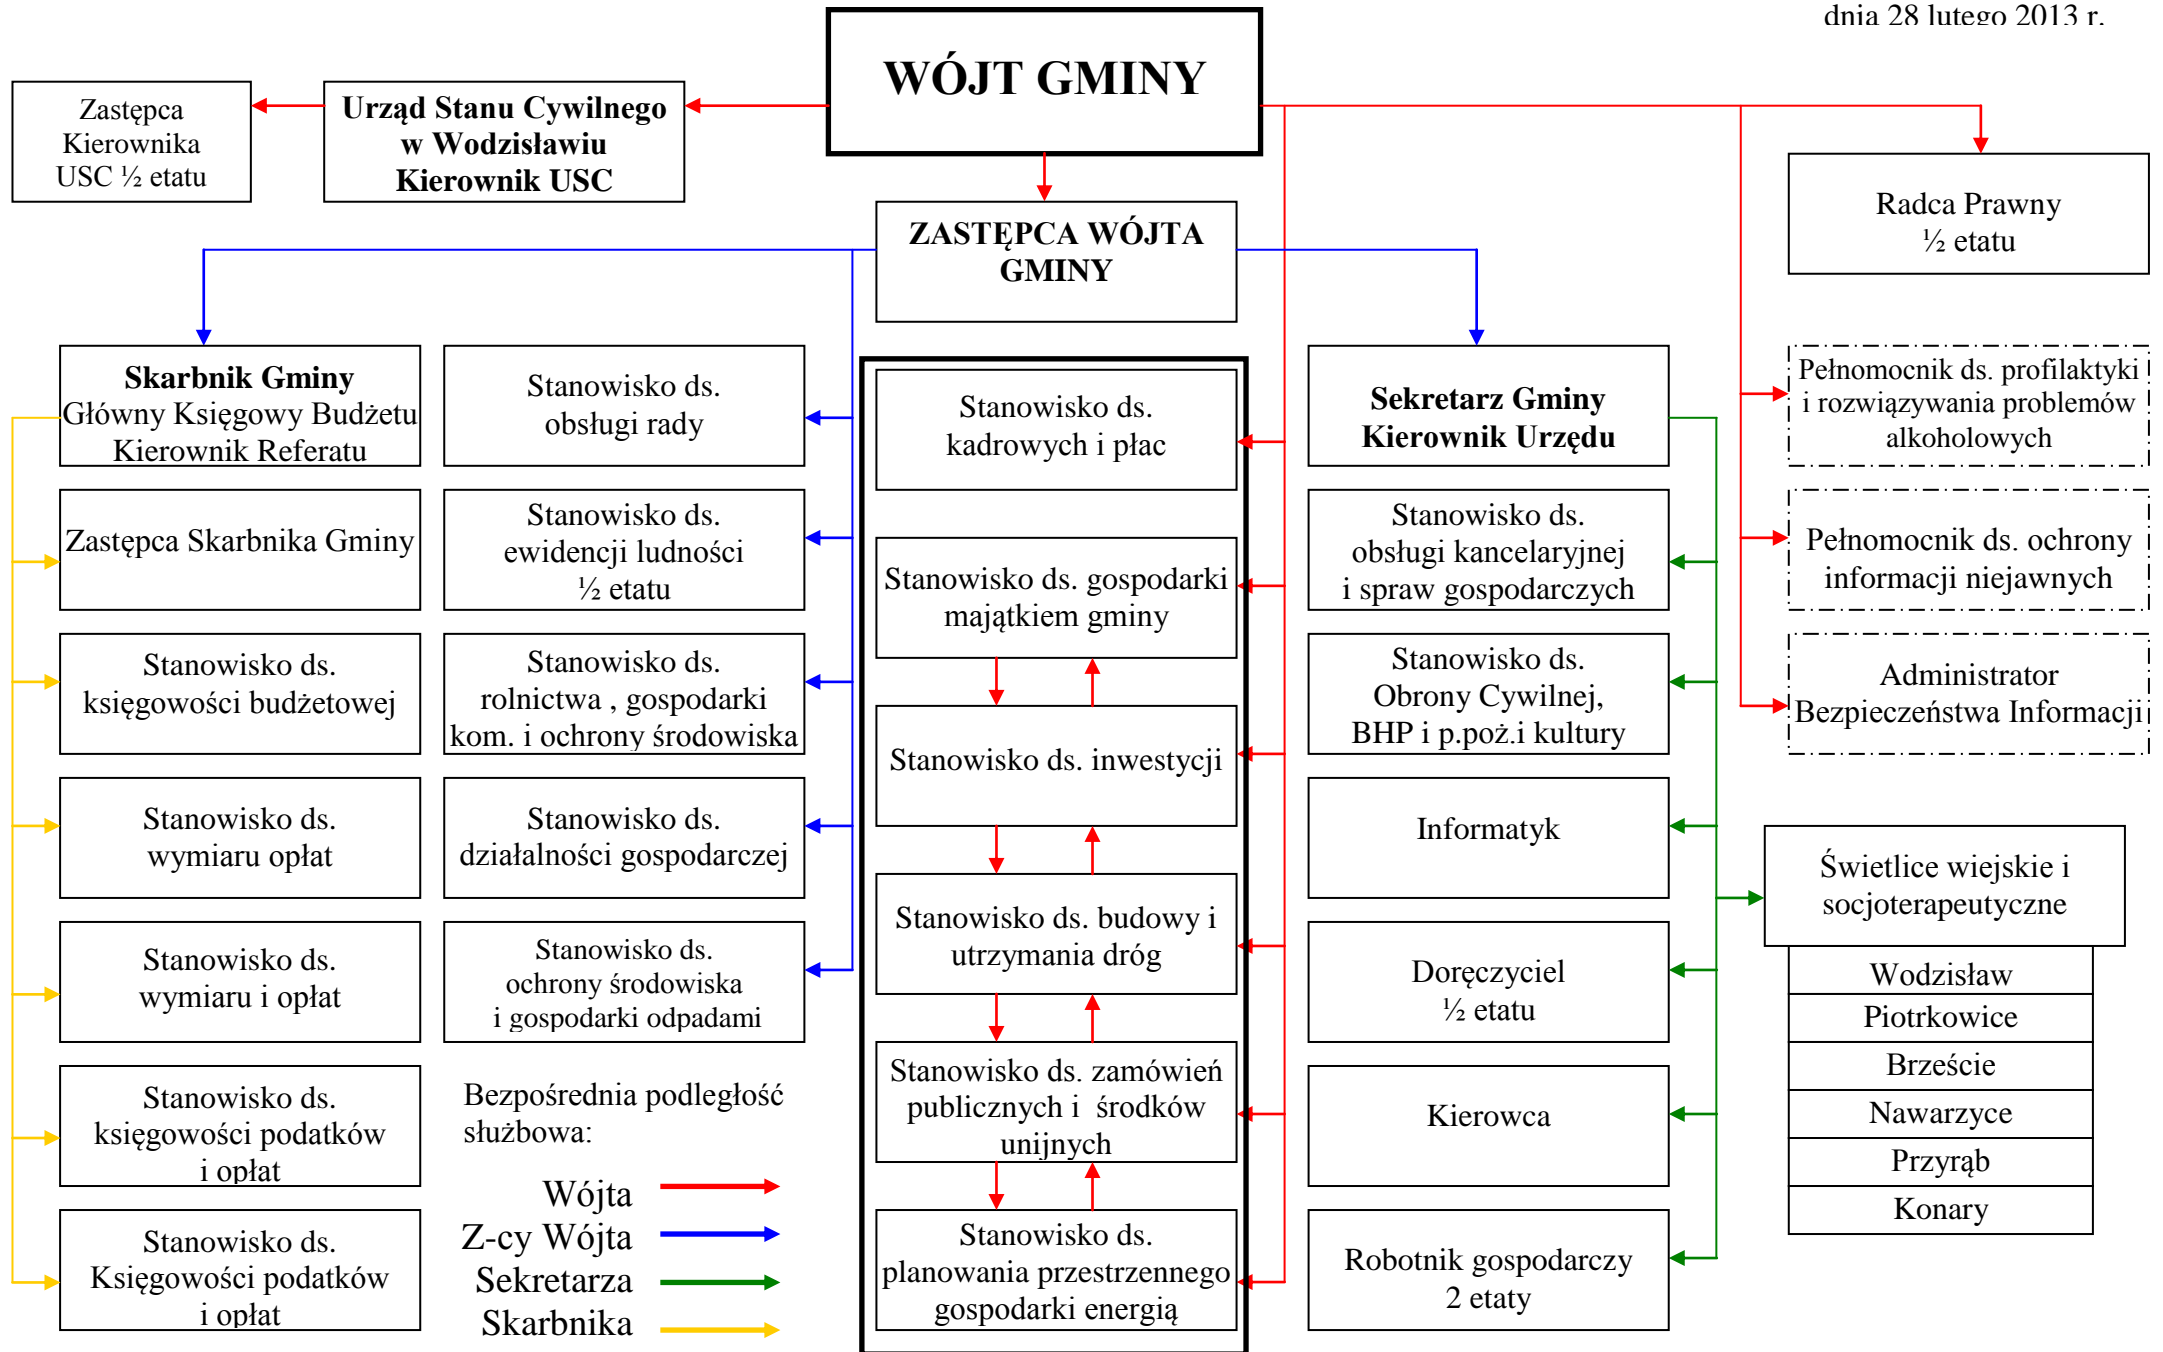 dnia 28 lutego 2013 r.
WÓJT GMINY
Zastępca
Kierownika
USC ½ etatu
Urząd Stanu Cywilnego
w Wodzisławiu
Kierownik USC
Radca Prawny
½ etatu
ZASTĘPCA WÓJTA
GMINY
Skarbnik Gminy
Główny Księgowy Budżetu
Kierownik Referatu
Zastępca Skarbnika Gminy
Stanowisko ds.
księgowości budżetowej
Stanowisko ds.
wymiaru opłat
Stanowisko ds.
wymiaru i opłat
Stanowisko ds.
księgowości podatków
i opłat
Stanowisko ds.
Księgowości podatków
i opłat
Stanowisko ds.
obsługi rady
Stanowisko ds.
ewidencji ludności
½ etatu
Stanowisko ds.
rolnictwa , gospodarki
kom. i ochrony środowiska
Stanowisko ds.
działalności gospodarczej
Stanowisko ds.
ochrony środowiska
i gospodarki odpadami
Bezpośrednia podległość
służbowa:
Wójta
Z-cy Wójta
Sekretarza
Skarbnika
Stanowisko ds.
kadrowych i płac
Stanowisko ds. gospodarki
majątkiem gminy
Stanowisko ds. inwestycji
Stanowisko ds. budowy i
utrzymania dróg
Stanowisko ds. zamówień
publicznych i środków
unijnych
Stanowisko ds.
planowania przestrzennego
gospodarki energią
Sekretarz Gminy
Kierownik Urzędu
Stanowisko ds.
obsługi kancelaryjnej
i spraw gospodarczych
Stanowisko ds.
Obrony Cywilnej,
BHP i p.poż.i kultury
Informatyk
Doręczyciel
½ etatu
Kierowca
Robotnik gospodarczy
2 etaty
Pełnomocnik ds. profilaktyki
i rozwiązywania problemów
alkoholowych
Pełnomocnik ds. ochrony
informacji niejawnych
Administrator
Bezpieczeństwa Informacji
Świetlice wiejskie i
socjoterapeutyczne
Wodzisław
Piotrkowice
Brzeście
Nawarzyce
Przyrąb
Konary